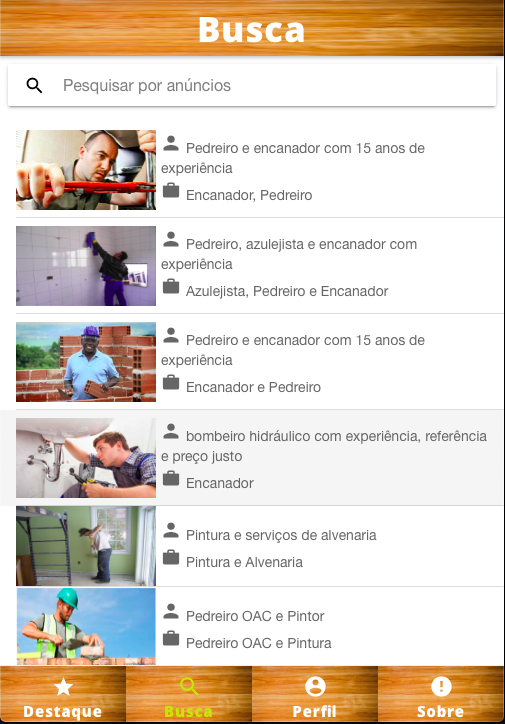 Busca
Pesquisar por anúncios
Pedreiro e encanador com 15 anos de
experiência
Encanador, Pedreiro
Pedreiro, azulejista e encanador com
experiência
Azulejista, Pedreiro e Encanador
Pedreiro e encanador com 15 anos de
experiência
Encanador e Pedreiro
bombeiro hidráulico com experiência, referência
e preço justo
Encanador
Pintura e serviços de alvenaria
Pintura e Alvenaria
Pedreiro OAC e Pintor
Pedreiro OAC e Pintura
Destaque
Busca
Perfil
Sobre